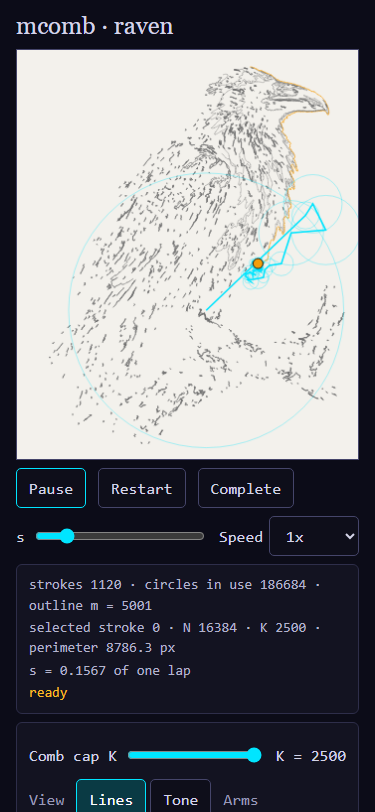 mcomb · raven
Pause Restart Complete
s Speed 1x
strokes 1120 · circles in use 186684 ·
outline m = 5001
selected stroke 0 · N 16384 · K 2500 ·
perimeter 8786.3 px
s = 0.1567 of one lap
ready
Comb cap K K = 2500
View Lines Tone Arms